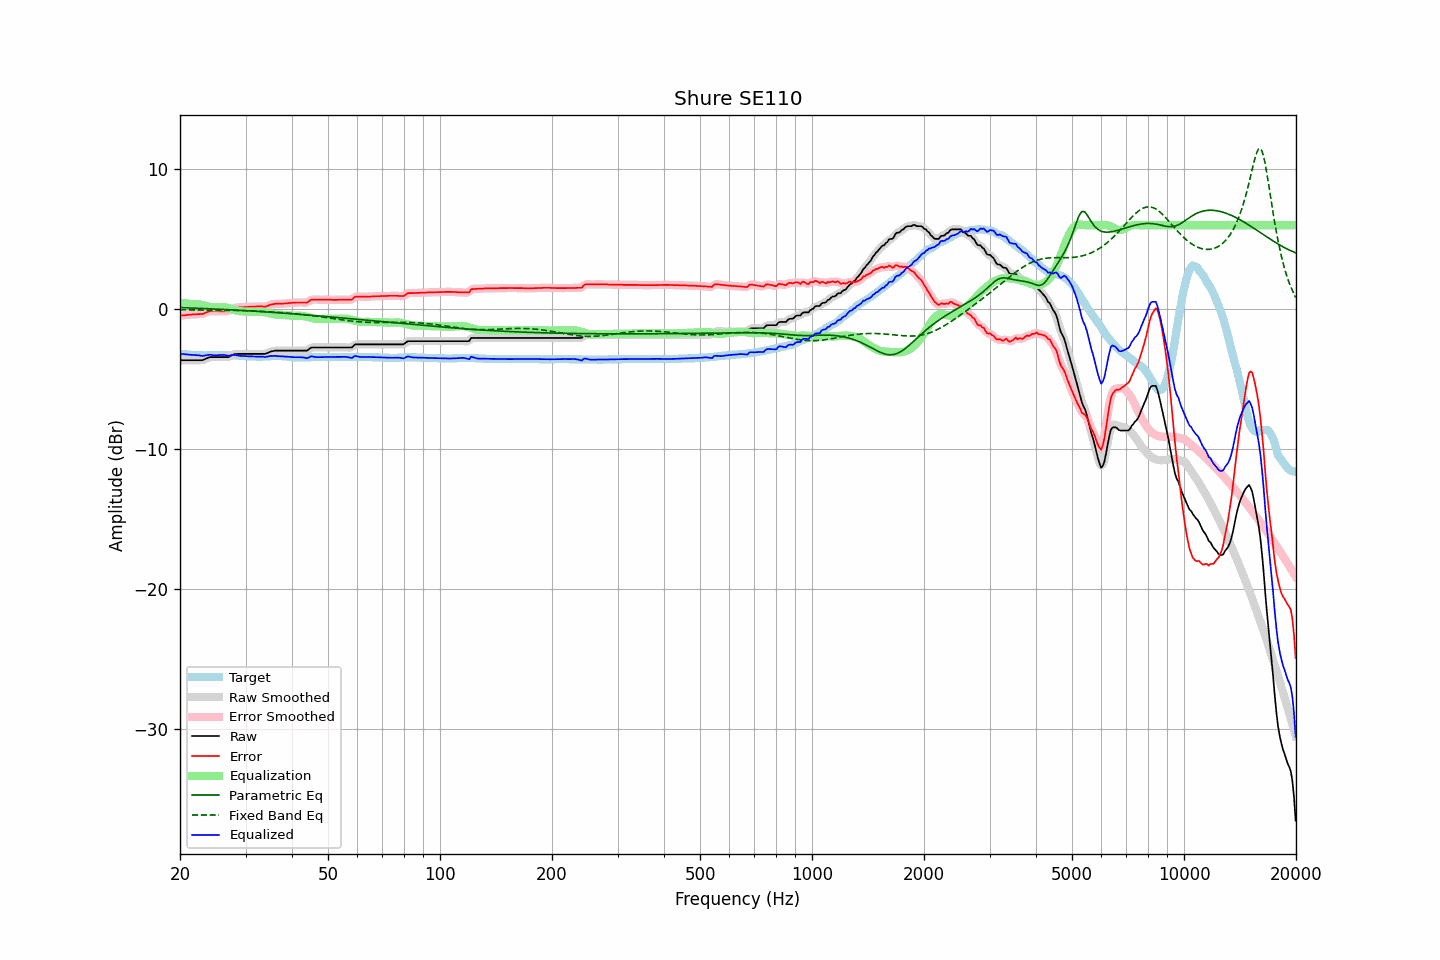 Shure SE110
Amplitude (dBr)
10
0
−10
−20
−30
Target
Raw Smoothed
Error Smoothed
Raw
Error
Equalization
Parametric Eq
Fixed Band Eq
Equalized
20 50 100 200 500 1000 2000 5000 10000 20000
Frequency (Hz)